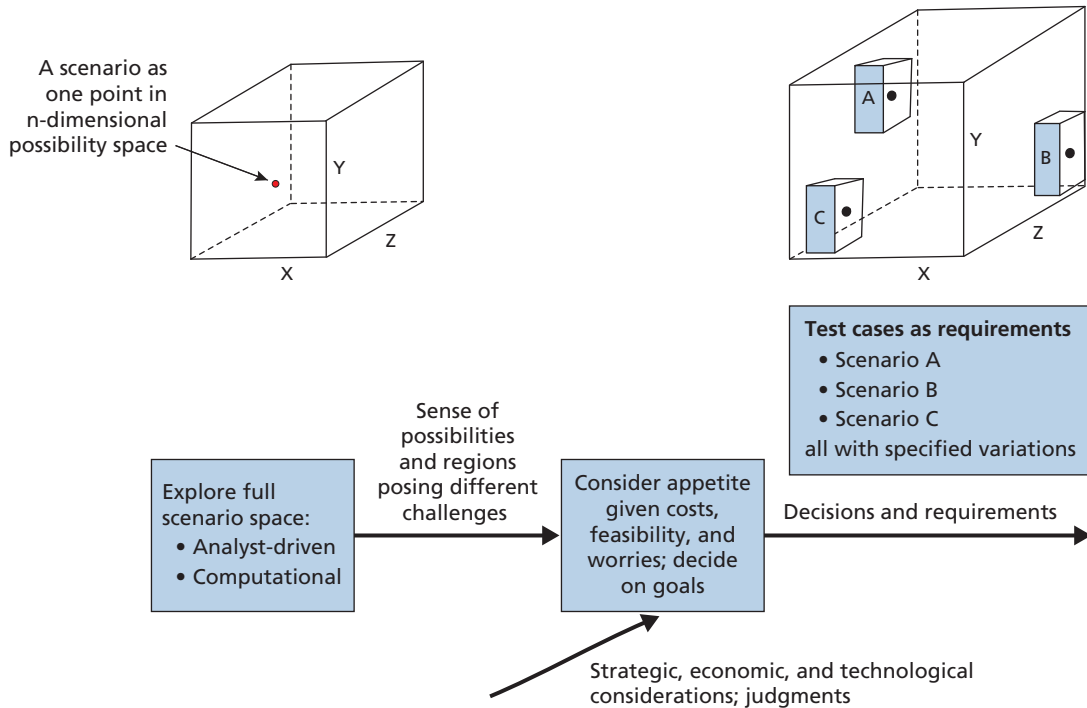 A scenario as
one point in
n-dimensional
possibility space
Y
Z
X
A
B
C
Y
Z
X
Test cases as requirements
• Scenario A
• Scenario B
• Scenario C
all with specified variations
Explore full
scenario space:
• Analyst-driven
• Computational
Sense of
possibilities
and regions
posing different
challenges
Consider appetite
given costs,
feasibility, and
worries; decide
on goals
Decisions and requirements
Strategic, economic, and technological
considerations; judgments